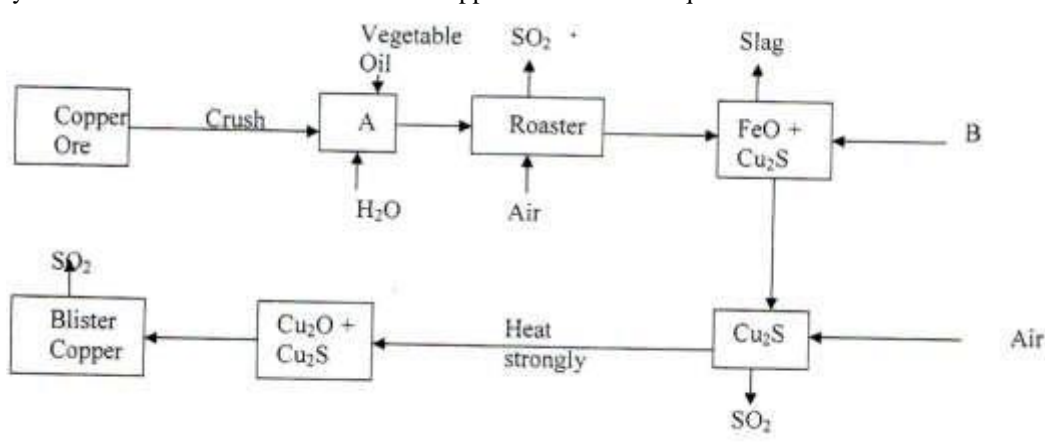 Vegetable
Oil
SO₂
Slag
Copper
Ore
Crush
A
Roaster
FeO +
Cu₂S
B
H₂O
Air
SO₂
Blister
Copper
Cu₂O +
Cu₂S
Heat
strongly
Cu₂S
Air
SO₂